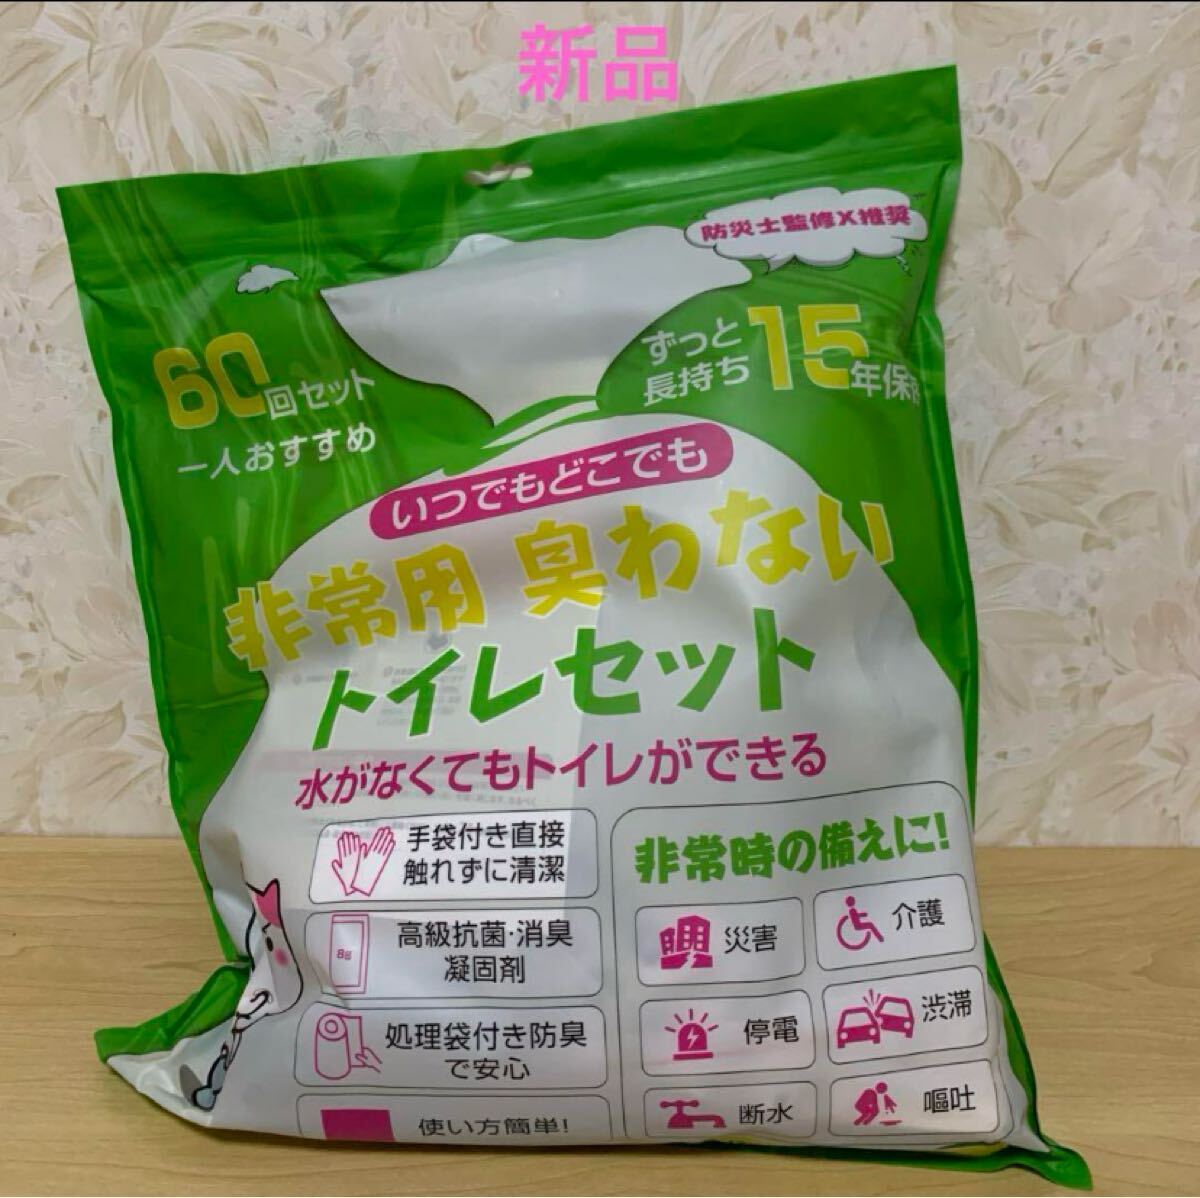 新品
防災士監修X推奨
60回セット
一人おすすめ
ずっと
長持ち
15年保
いつでもどこでも
非常用 臭わない
トイレセット
水がなくてもトイレができる
手袋付き直接
触れずに清潔
高級抗菌·消臭
凝固剤
8g
処理袋付き防臭
で安心
使い方簡単!
非常時の備えに!
災害
介護
停電
渋滞
断水
嘔吐